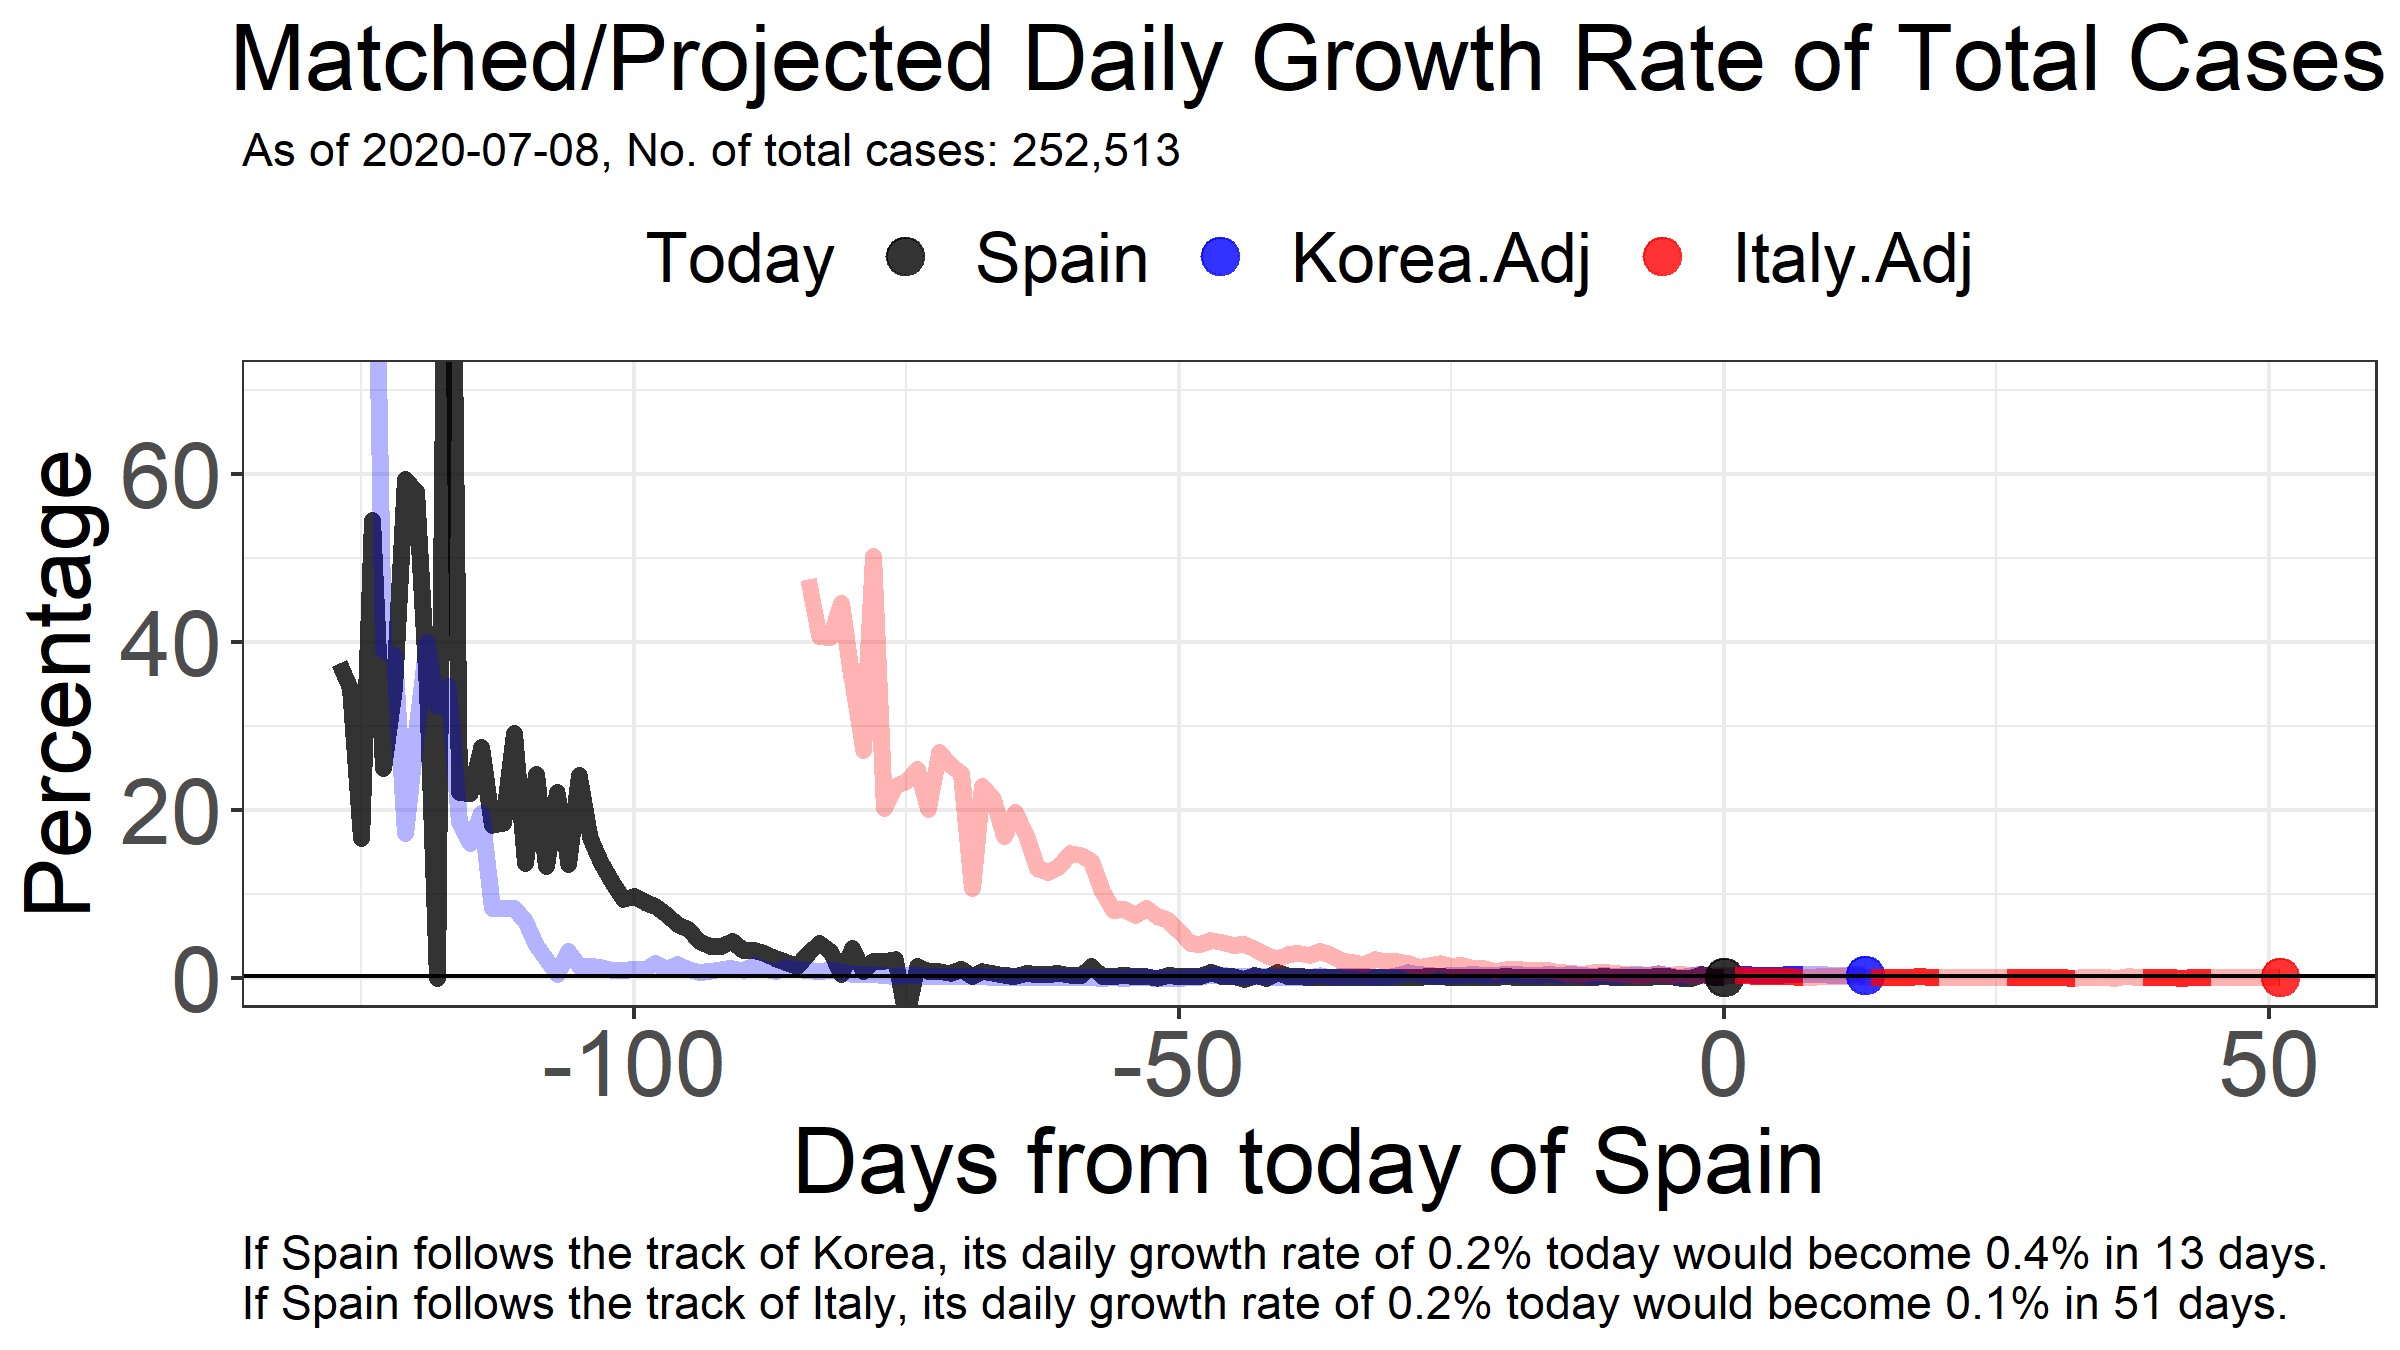 Matched/Projected Daily Growth Rate of Total Cases
As of 2020-07-08, No. of total cases: 252,513
Today Spain Korea.Adj Italy.Adj
Percentage
60
40
20
0
-100 -50 0 50
Days from today of Spain
If Spain follows the track of Korea, its daily growth rate of 0.2% today would become 0.4% in 13 days.
If Spain follows the track of Italy, its daily growth rate of 0.2% today would become 0.1% in 51 days.